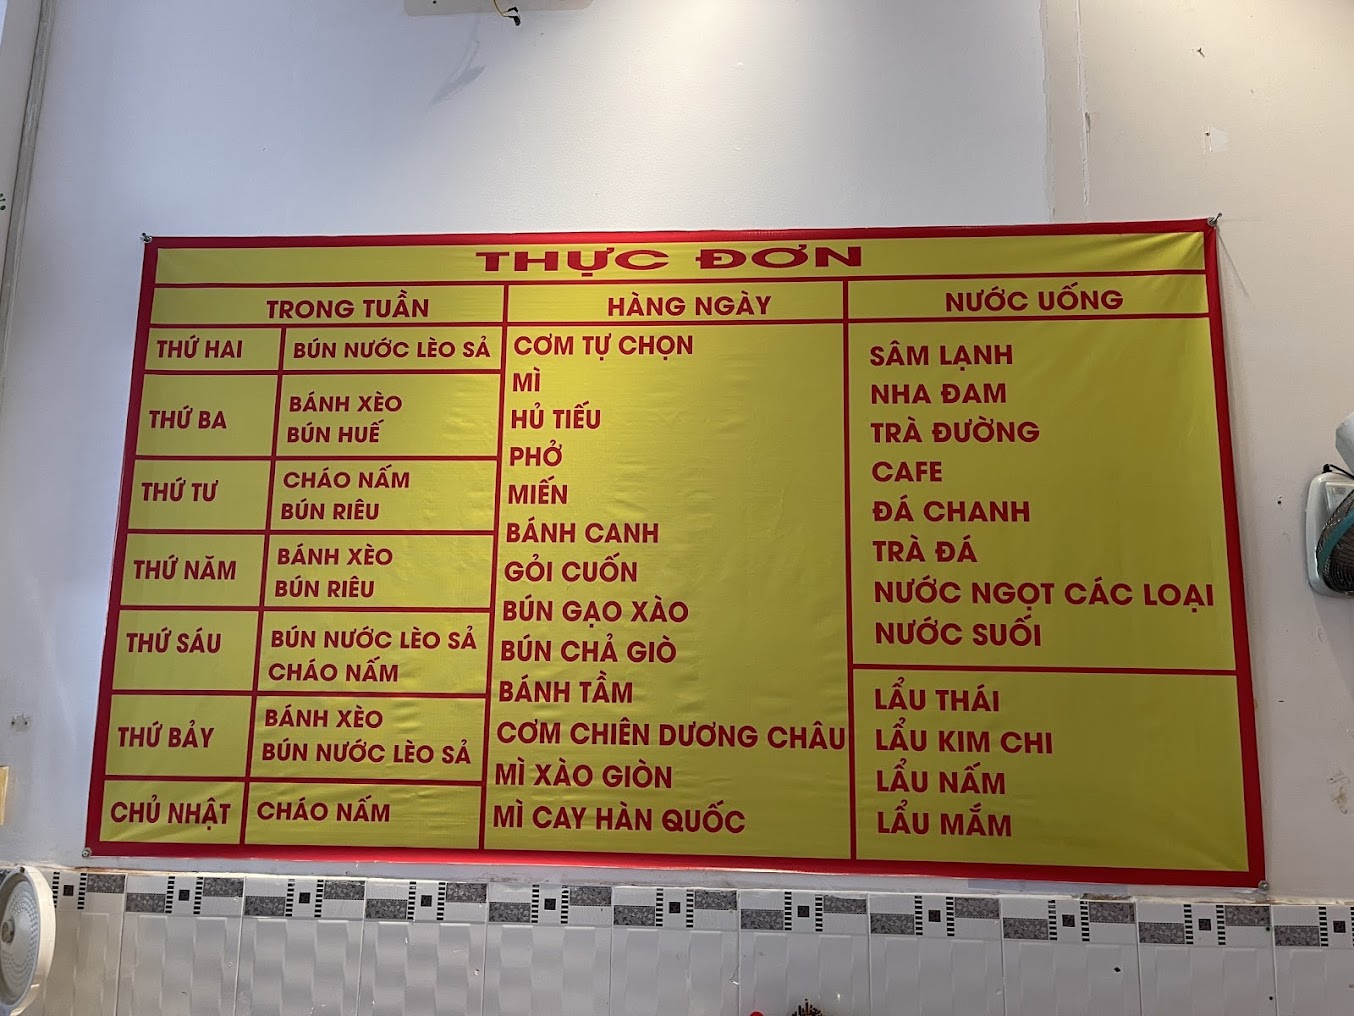 THỰC ĐƠN
TRONG TUẦN
THỨ HAI
BÚN NƯỚC LÈO SẢ
THỨ BA
BÁNH XÈO
BÚN HUẾ
THỨ TƯ
CHÁO NẤM
BÚN RIÊU
THỨ NĂM
BÁNH XÈO
BÚN RIÊU
THỨ SÁU
BÚN NƯỚC LÈO SẢ
CHÁO NẤM
THỨ BẢY
BÁNH XÈO
BÚN NƯỚC LÈO SẢ
CHỦ NHẬT
CHÁO NẤM
HÀNG NGÀY
CƠM TỰ CHỌN
MÌ
HỦ TIẾU
PHỞ
MIẾN
BÁNH CANH
GỎI CUỐN
BÚN GẠO XÀO
BÚN CHẢ GIÒ
BÁNH TẦM
CƠM CHIÊN DƯƠNG CHÂU
MÌ XÀO GIÒN
MÌ CAY HÀN QUỐC
NƯỚC UỐNG
SÂM LẠNH
NHA ĐAM
TRÀ ĐƯỜNG
CAFE
ĐÁ CHANH
TRÀ ĐÁ
NƯỚC NGỌT CÁC LOẠI
NƯỚC SUỐI
LẨU THÁI
LẨU KIM CHI
LẨU NẤM
LẨU MẮM